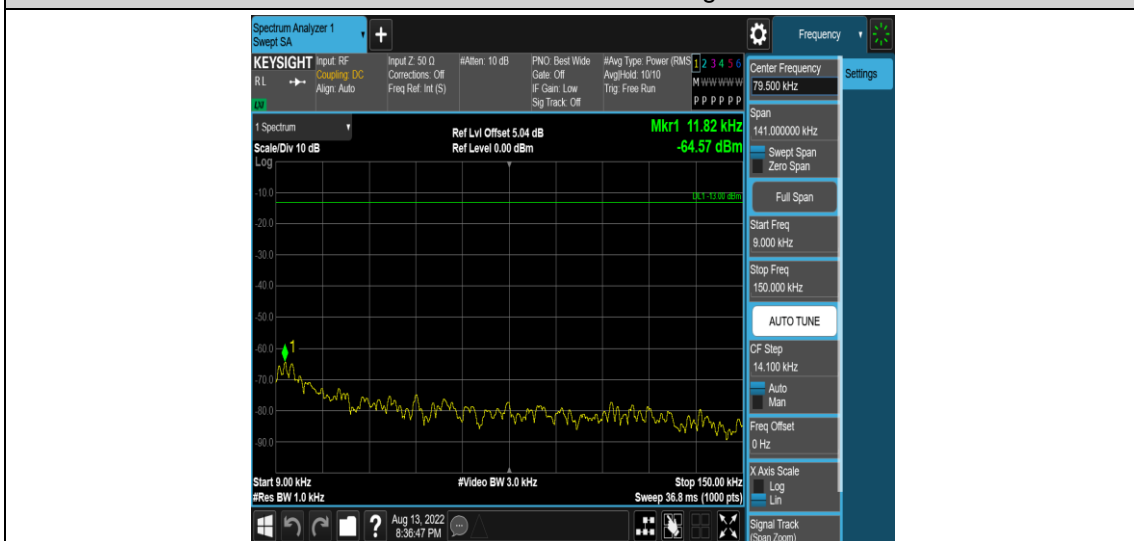 Spectrum Analyzer 1
Swept SA
+
Frequency
KEYSIGHT
RL
LXI
Input: RF
Coupling: DC
Align: Auto
Input Z: 50 Ω
Corrections: Off
Freq Ref: Int (S)
#Atten: 10 dB
PNO: Best Wide
Gate: Off
IF Gain: Low
Sig Track: Off
#Avg Type: Power (RMS
Avg|Hold: 10/10
Trig: Free Run
1 2 3 4 5 6
M W W W W W
P P P P P P
Center Frequency
79.500 kHz
Settings
1 Spectrum
Scale/Div 10 dB
Log
Ref Lvl Offset 5.04 dB
Ref Level 0.00 dBm
Mkr1 11.82 kHz
-64.57 dBm
Span
141.000000 kHz
Swept Span
Zero Span
Full Span
DL1 -13.00 dBm
-10.0
-20.0
-30.0
-40.0
-50.0
-60.0
-70.0
-80.0
-90.0
1
Start Freq
9.000 kHz
Stop Freq
150.000 kHz
AUTO TUNE
CF Step
14.100 kHz
Auto
Man
Freq Offset
0 Hz
X Axis Scale
Log
Lin
Signal Track
(Span Zoom)
Start 9.00 kHz
#Res BW 1.0 kHz
#Video BW 3.0 kHz
Stop 150.00 kHz
Sweep 36.8 ms (1000 pts)
?
Aug 13, 2022
8:36:47 PM